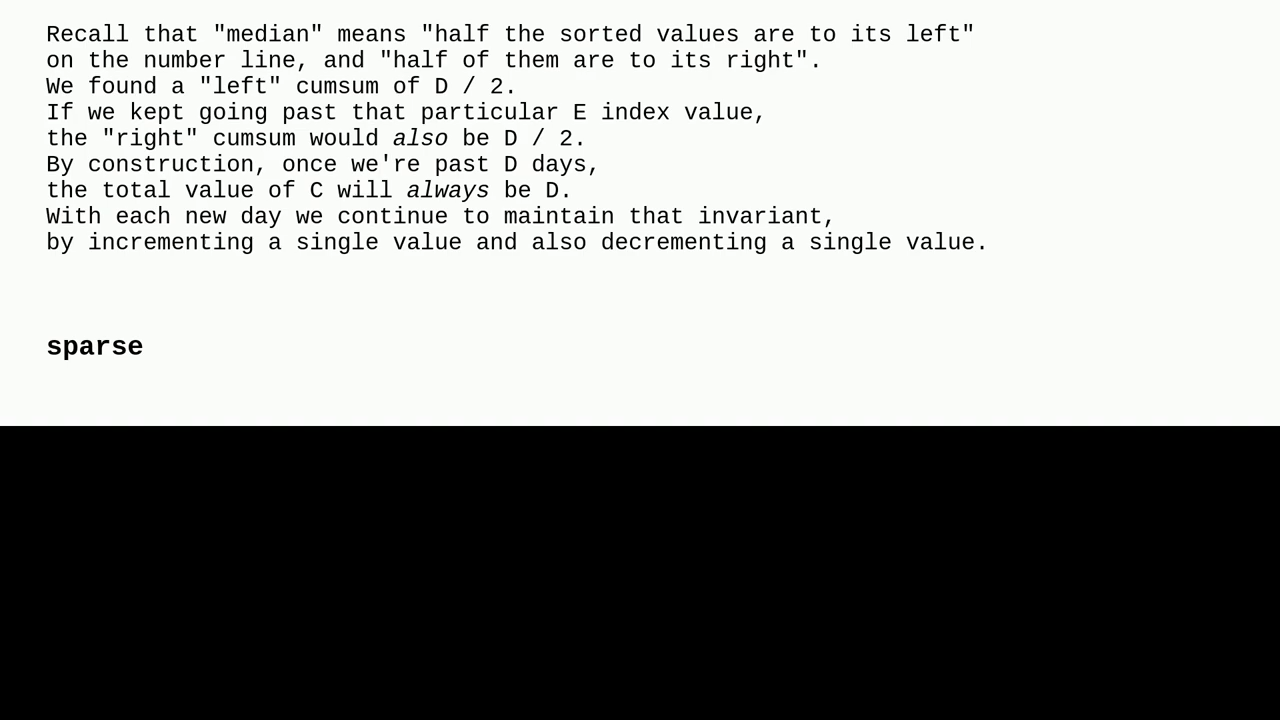 Recall that "median" means "half the sorted values are to its left"
on the number line, and "half of them are to its right".
We found a "left" cumsum of D / 2.
If we kept going past that particular E index value,
the "right" cumsum would also be D / 2.
By construction, once we're past D days,
the total value of C will always be D.
With each new day we continue to maintain that invariant,
by incrementing a single value and also decrementing a single value.
sparse